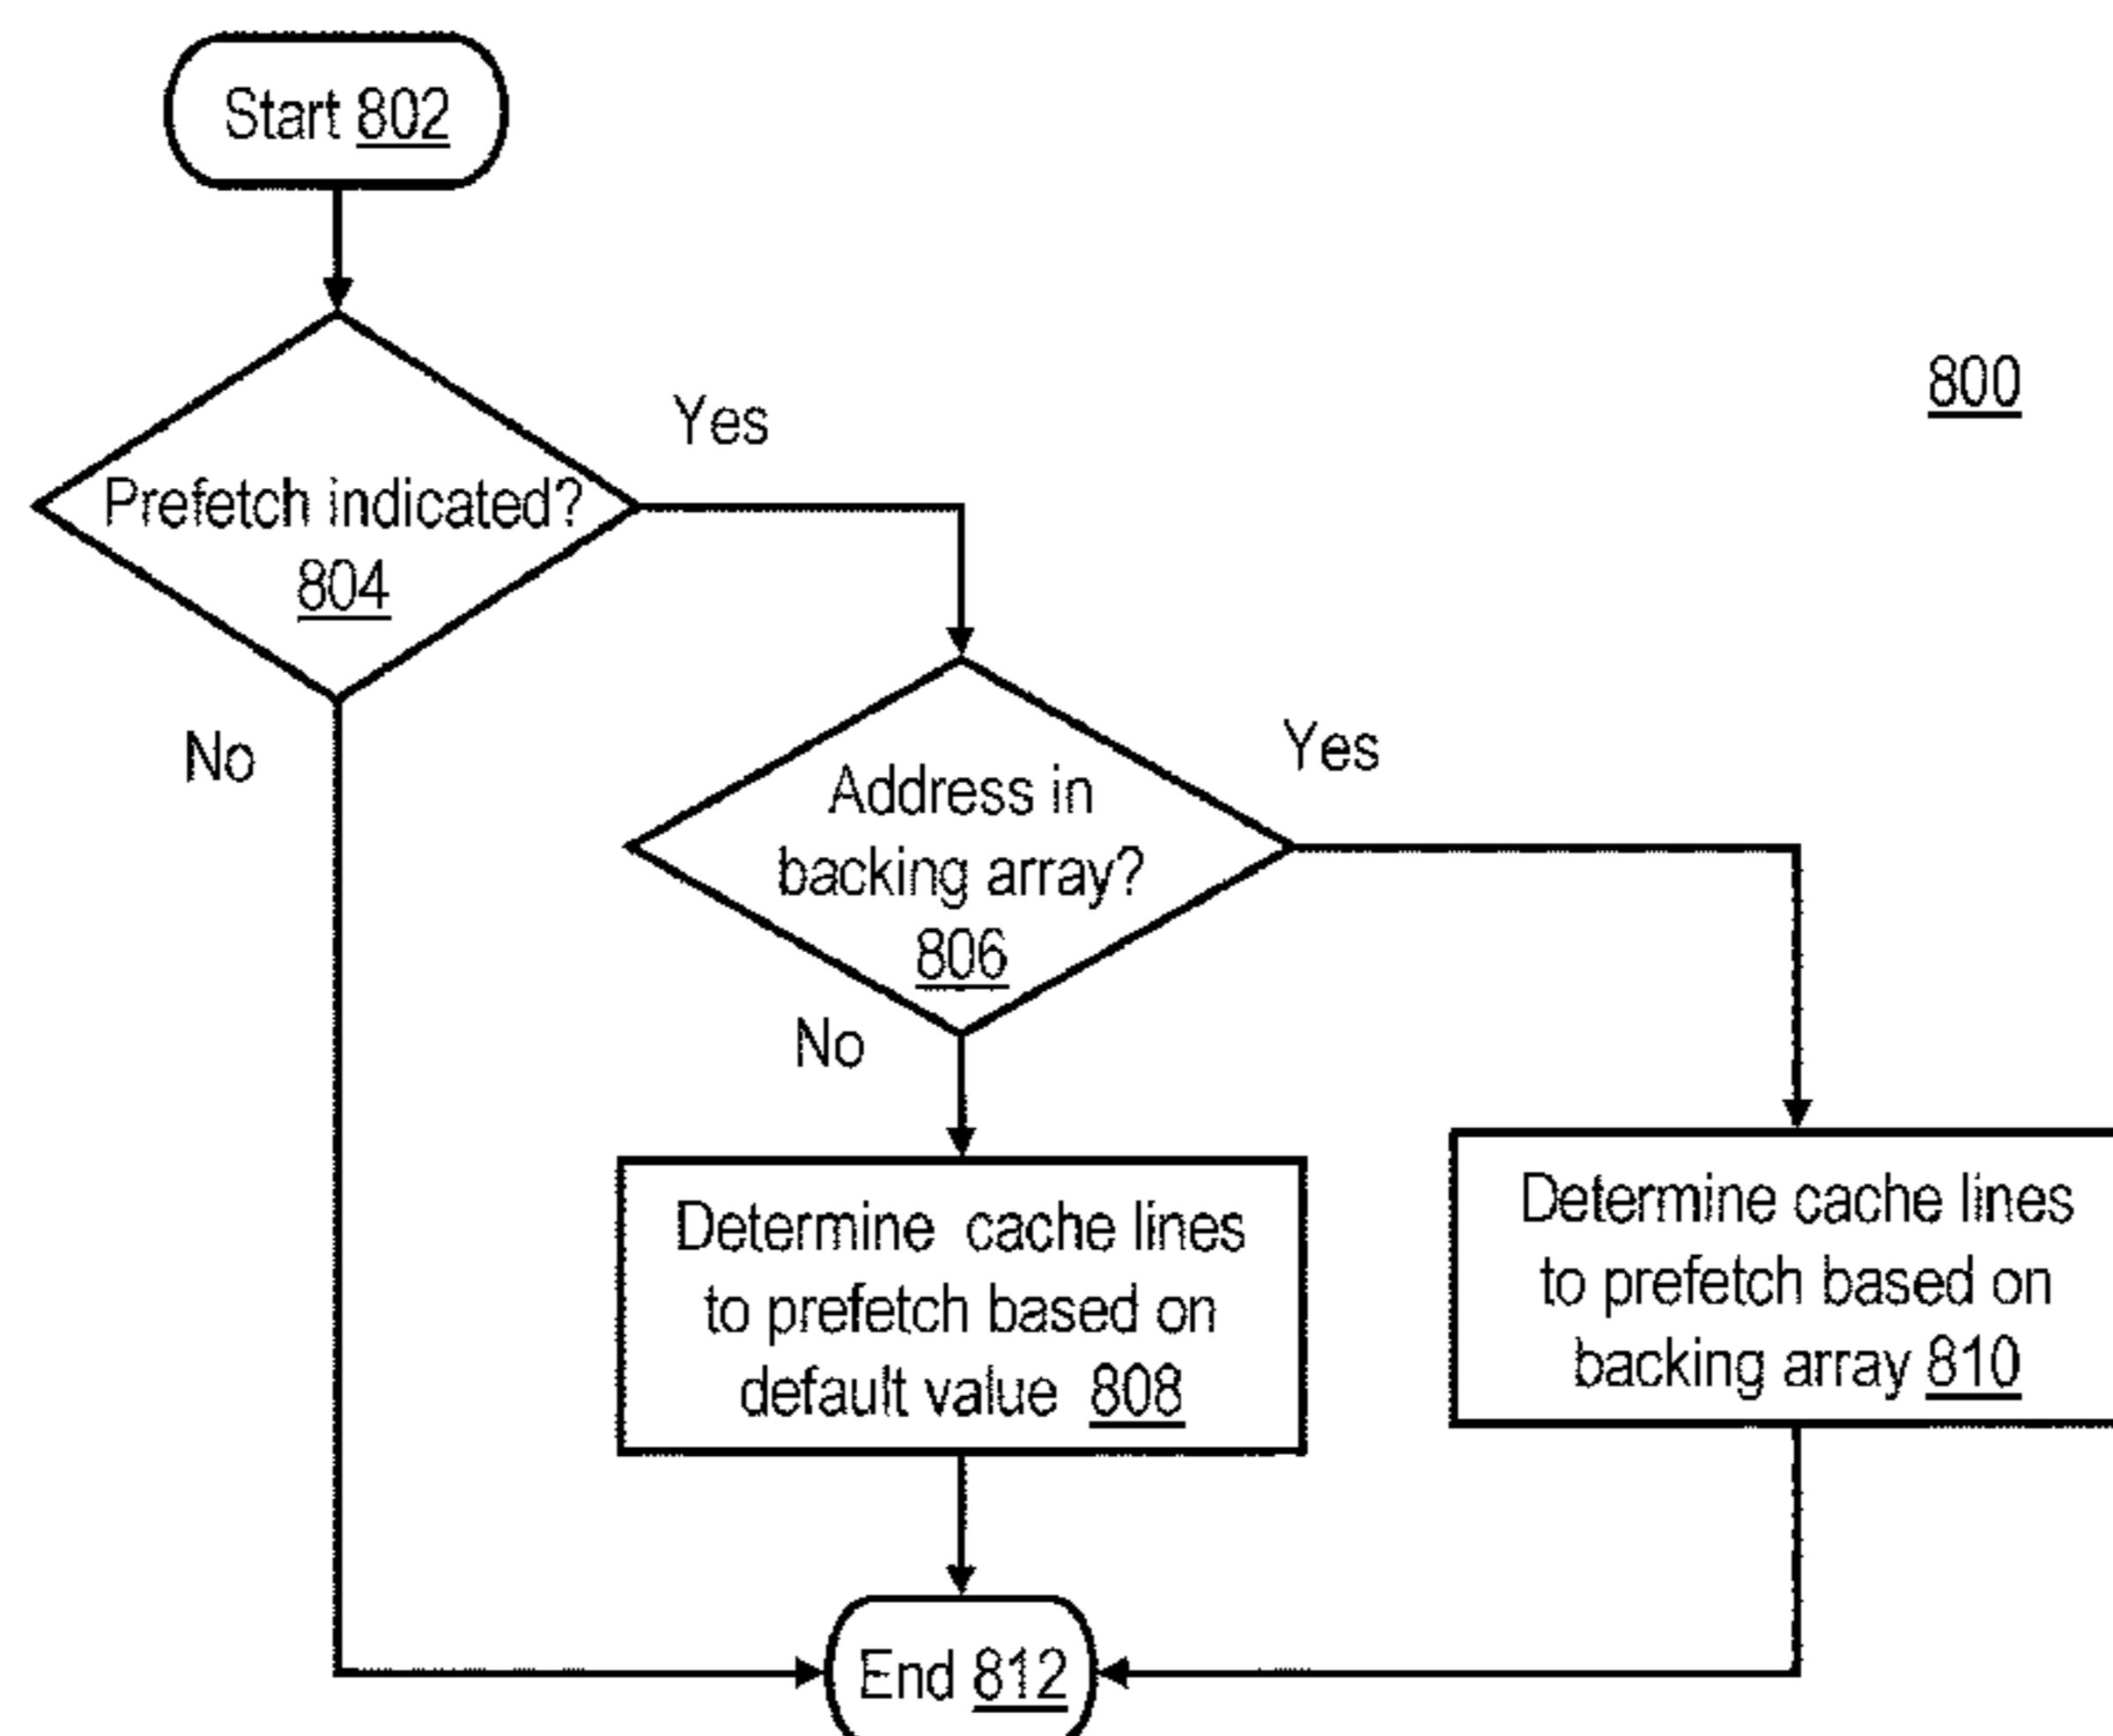 Start 802
800
Yes
Prefetch indicated?
804
No
Yes
Address in
backing array?
806
No
Determine cache lines
to prefetch based on
default value 808
Determine cache lines
to prefetch based on
backing array 810
End 812